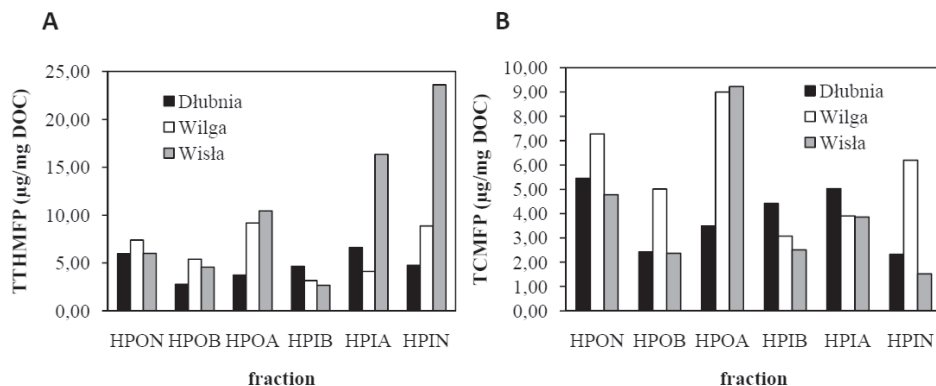 A
TTHMFP (µg/mg DOC)
25,00
20,00
15,00
10,00
5,00
0,00
Dłubnia
Wilga
Wisła
HPON HPOB HPOA HPIB HPIA HPIN
fraction
B
TCMFP (µg/mg DOC)
10,00
9,00
8,00
7,00
6,00
5,00
4,00
3,00
2,00
1,00
0,00
Dłubnia
Wilga
Wisła
HPON HPOB HPOA HPIB HPIA HPIN
fraction